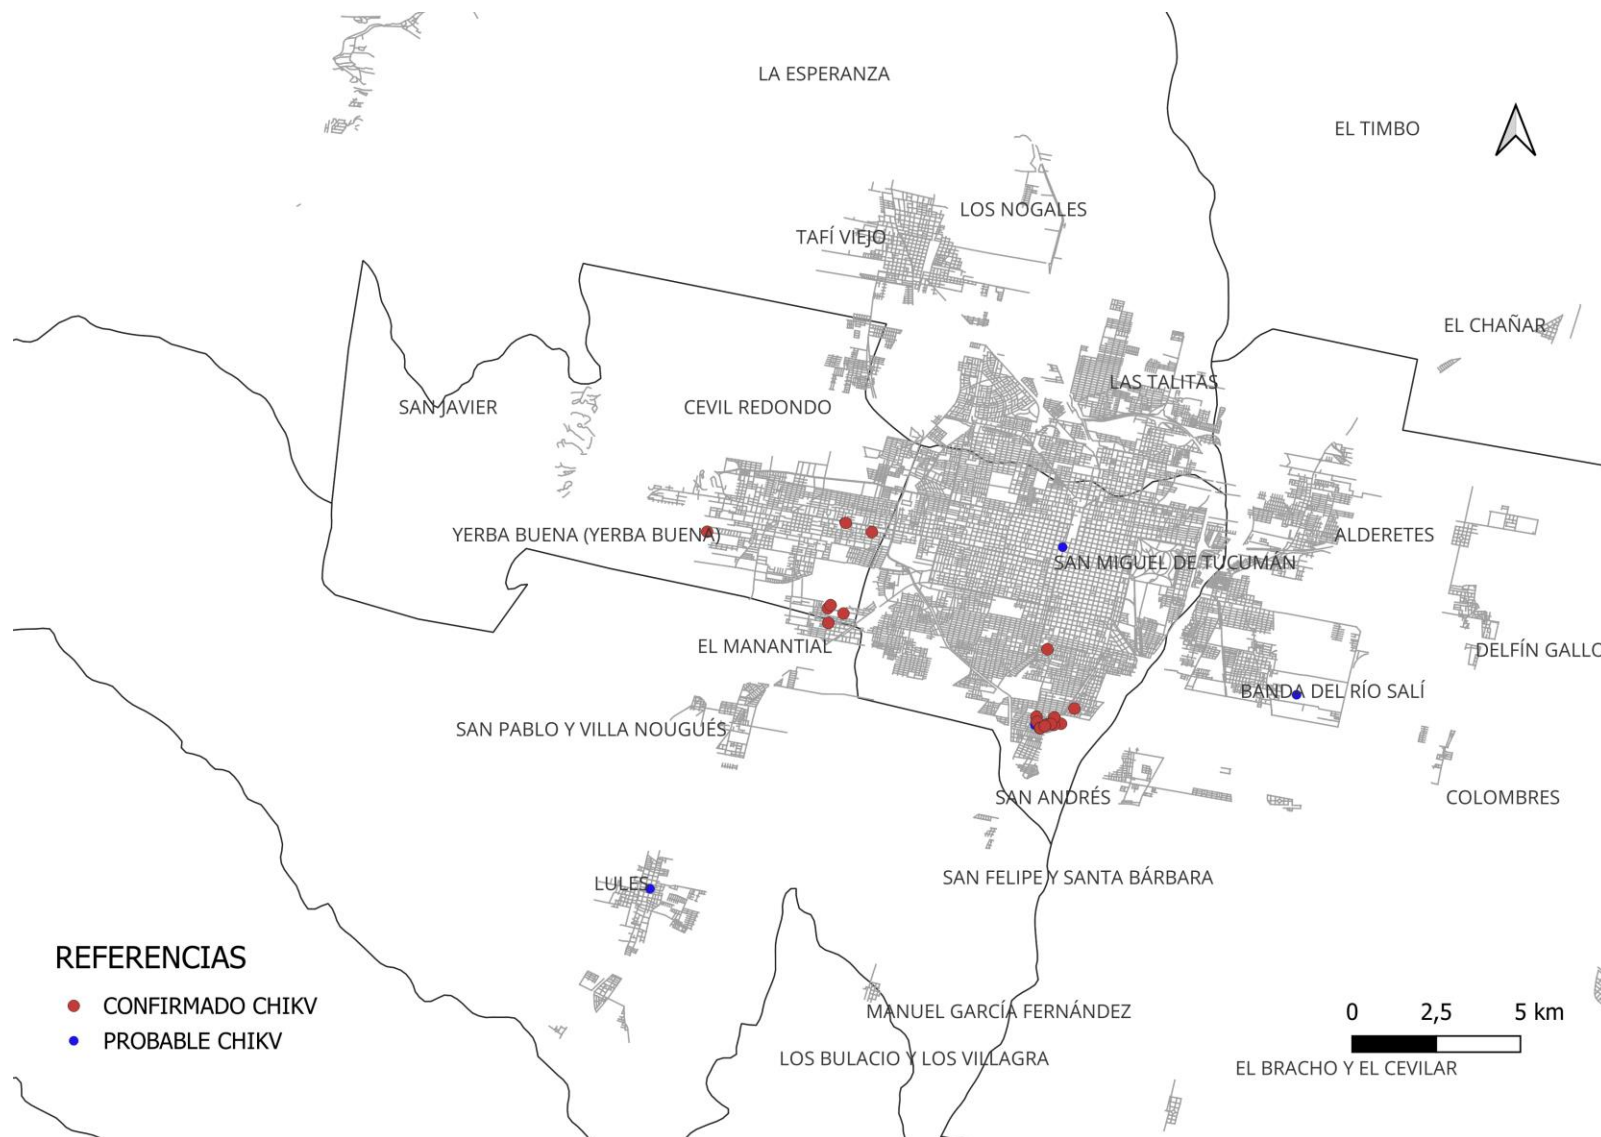 LA ESPERANZA
EL TIMBO
LOS NOGALES
TAFÍ VIEJO
EL CHAÑAR
LAS TALITAS
SAN JAVIER
CEVIL REDONDO
YERBA BUENA (YERBA BUENA)
ALDERETES
SAN MIGUEL DE TUCUMÁN
EL MANANTIAL
DELFÍN GALLO
BANDA DEL RÍO SALÍ
SAN PABLO Y VILLA NOUGUÉS
SAN ANDRÉS
COLOMBRES
SAN FELIPE Y SANTA BÁRBARA
LULES
REFERENCIAS
CONFIRMADO CHIKV
PROBABLE CHIKV
MANUEL GARCÍA FERNÁNDEZ
0 2,5 5 km
LOS BULACIO Y LOS VILLAGRA
EL BRACHO Y EL CEVILAR